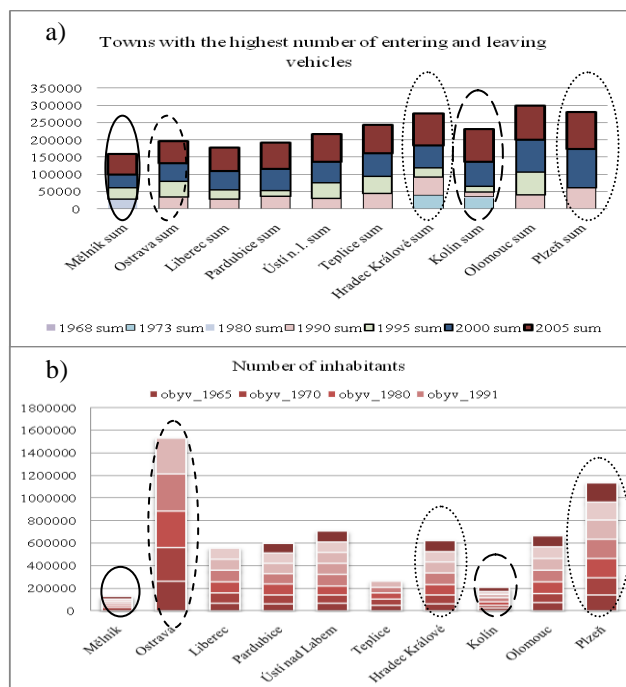 a)
Towns with the highest number of entering and leaving
vehicles
350000
300000
250000
200000
150000
100000
50000
0
Mělník sum
Ostrava sum
Liberec sum
Pardubice sum
Ústí n. l. sum
Teplice sum
Hradec Králové sum
Kolín sum
Olomouc sum
Plzeň sum
1968 sum 1973 sum 1980 sum 1990 sum 1995 sum 2000 sum 2005 sum
b)
Number of inhabitants
obyv_1965 obyv_1970 obyv_1980 obyv_1991
1800000
1600000
1400000
1200000
1000000
800000
600000
400000
200000
0
Mělník
Ostrava
Liberec
Pardubice
Ústí nad Labem
Teplice
Hradec Králové
Kolín
Olomouc
Plzeň